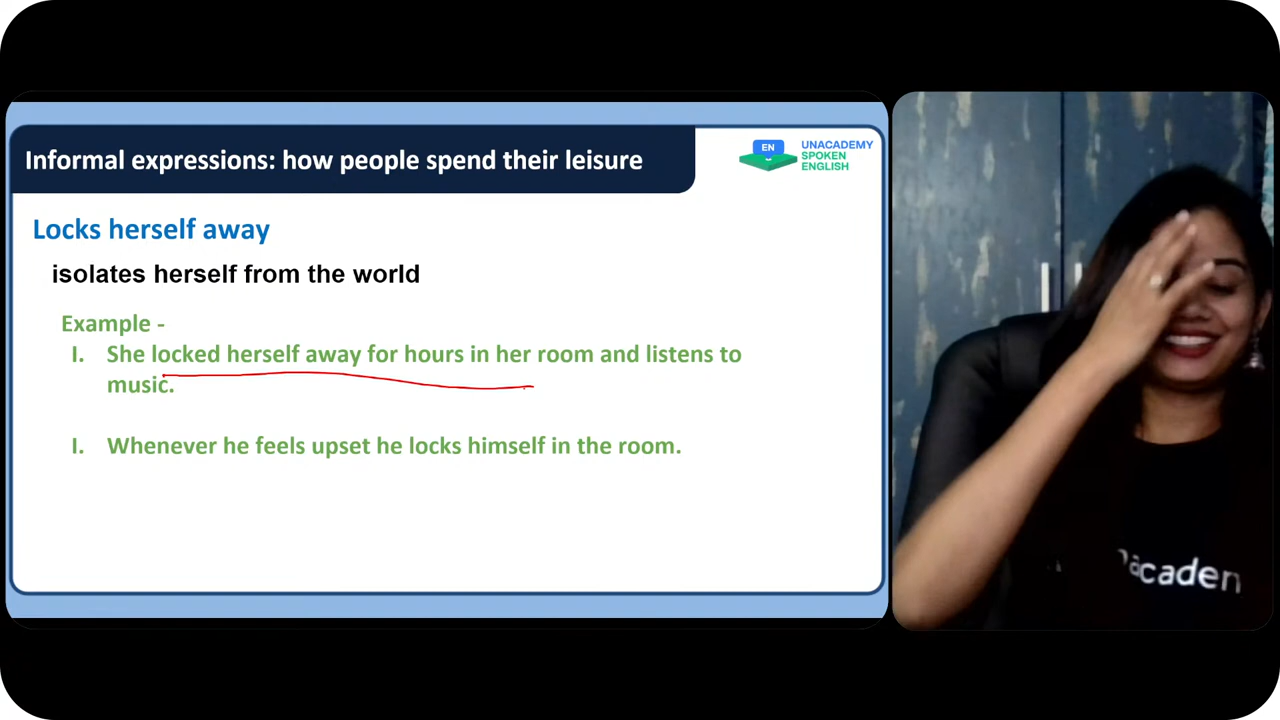 Informal expressions: how people spend their leisure
EN
UNACADEMY
SPOKEN
ENGLISH
Locks herself away
isolates herself from the world
Example -
I. She locked herself away for hours in her room and listens to
music.
I. Whenever he feels upset he locks himself in the room.
acaden